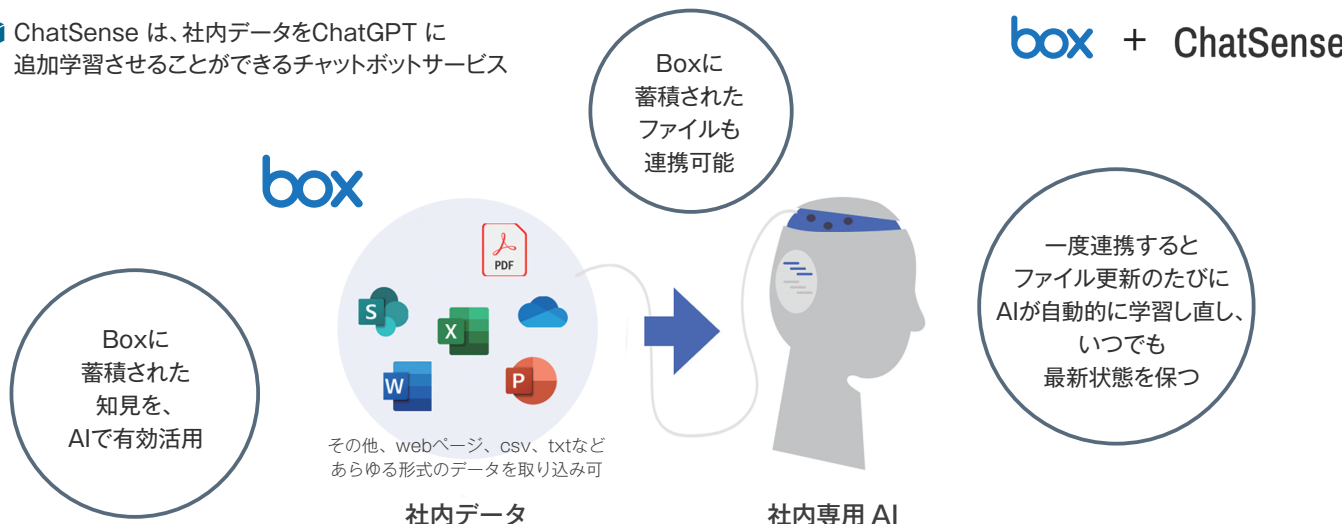 ChatSense は、社内データをChatGPT に
追加学習させることができるチャットボットサービス
box + ChatSense
Boxに
蓄積された
ファイルも
連携可能
box
PDF
S
X
W
P
その他、webページ、csv、txtなど
あらゆる形式のデータを取り込み可
社内データ
社内専用 AI
Boxに
蓄積された
知見を、
AIで有効活用
一度連携すると
ファイル更新のたびに
AIが自動的に学習し直し、
いつでも
最新状態を保つ